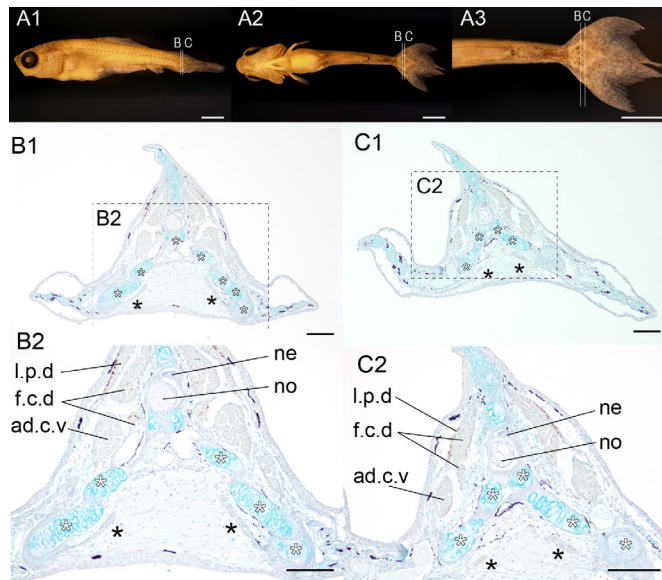 A1
B C
A2
B C
A3
B C
B1
B2
* * * * * *
* *
C1
C2
* * * *
* *
B2
l.p.d
f.c.d
ad.c.v
ne
no
* * * * *
* *
C2
l.p.d
f.c.d
ad.c.v
ne
no
* * * * *
* *